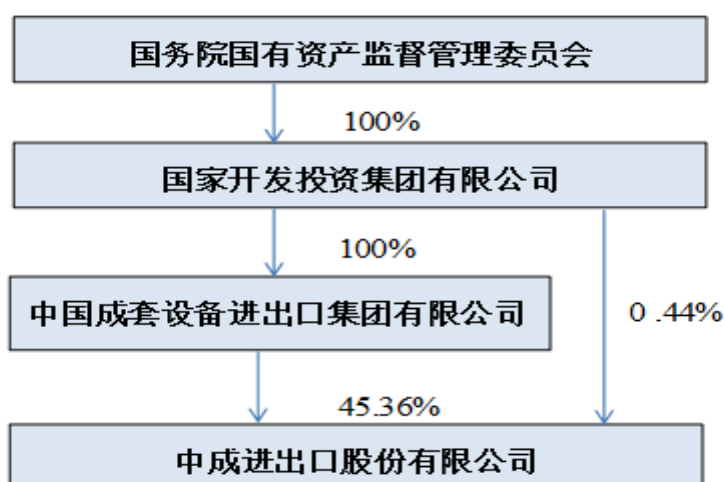 国务院国有资产监督管理委员会
100%
国家开发投资集团有限公司
100%
中国成套设备进出口集团有限公司
0 .44%
45.36%
中成进出口股份有限公司